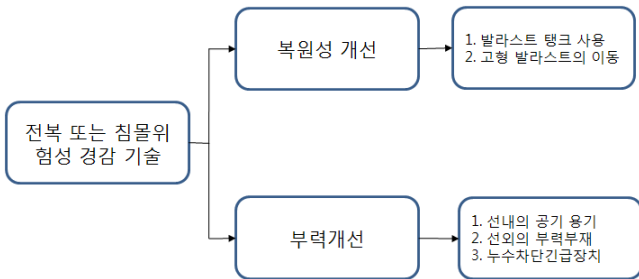 전복 또는 침몰위
험성 경감 기술
복원성 개선
1. 발라스트 탱크 사용
2. 고형 발라스트의 이동
부력개선
1. 선내의 공기 용기
2. 선외의 부력부재
3. 누수차단긴급장치